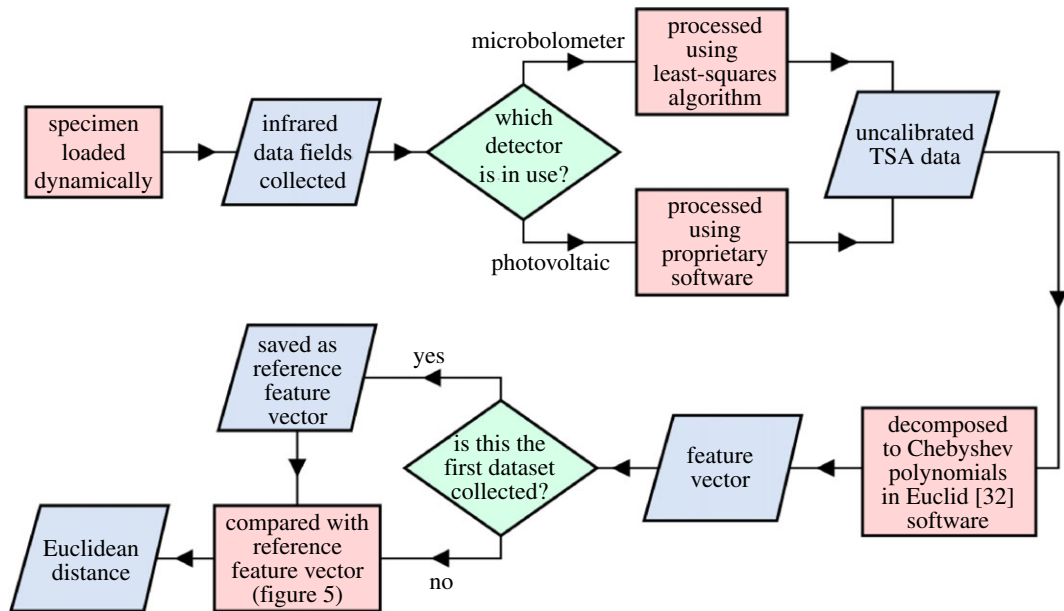 specimen
loaded
dynamically
infrared
data fields
collected
which
detector
is in use?
microbolometer
processed
using
least-squares
algorithm
photovoltaic
processed
using
proprietary
software
uncalibrated
TSA data
decomposed
to Chebyshev
polynomials
in Euclid [32]
software
feature
vector
is this the
first dataset
collected?
yes
saved as
reference
feature
vector
no
compared with
reference
feature vector
(figure 5)
Euclidean
distance